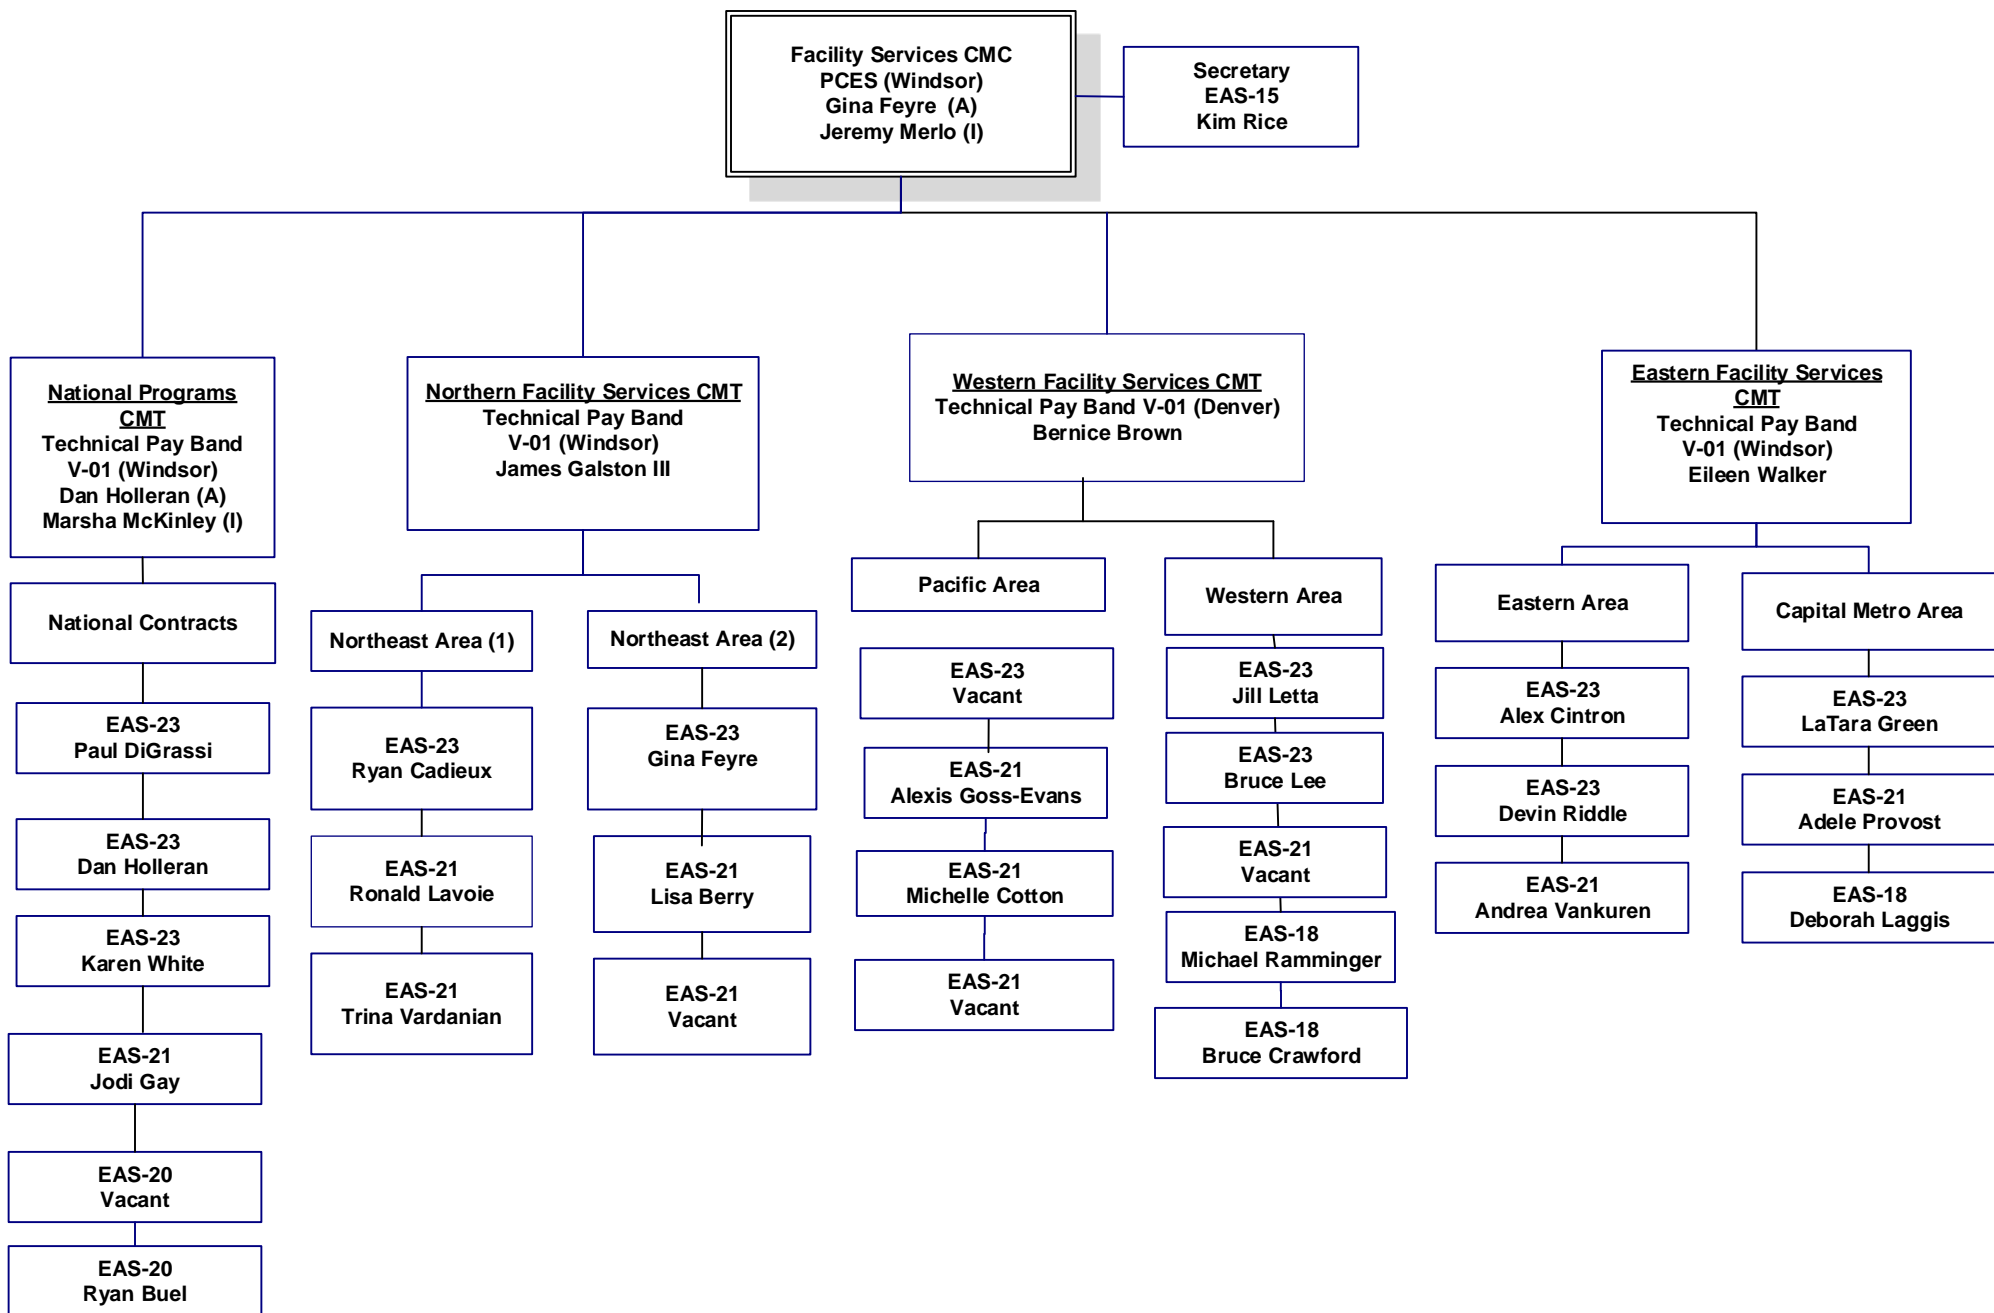 Facility Services CMC
PCES (Windsor)
Gina Feyre (A)
Jeremy Merlo (I)
Secretary
EAS-15
Kim Rice
National Programs
CMT
Technical Pay Band
V-01 (Windsor)
Dan Holleran (A)
Marsha McKinley (I)
National Contracts
EAS-23
Paul DiGrassi
EAS-23
Dan Holleran
EAS-23
Karen White
EAS-21
Jodi Gay
EAS-20
Vacant
EAS-20
Ryan Buel
Northern Facility Services CMT
Technical Pay Band
V-01 (Windsor)
James Galston III
Northeast Area (1)
EAS-23
Ryan Cadieux
EAS-21
Ronald Lavoie
EAS-21
Trina Vardanian
Northeast Area (2)
EAS-23
Gina Feyre
EAS-21
Lisa Berry
EAS-21
Vacant
Western Facility Services CMT
Technical Pay Band V-01 (Denver)
Bernice Brown
Pacific Area
EAS-23
Vacant
EAS-21
Alexis Goss-Evans
EAS-21
Michelle Cotton
EAS-21
Vacant
Western Area
EAS-23
Jill Letta
EAS-23
Bruce Lee
EAS-21
Vacant
EAS-18
Michael Ramminger
EAS-18
Bruce Crawford
Eastern Facility Services
CMT
Technical Pay Band
V-01 (Windsor)
Eileen Walker
Eastern Area
EAS-23
Alex Cintron
EAS-23
Devin Riddle
EAS-21
Andrea Vankuren
Capital Metro Area
EAS-23
LaTara Green
EAS-21
Adele Provost
EAS-18
Deborah Laggis